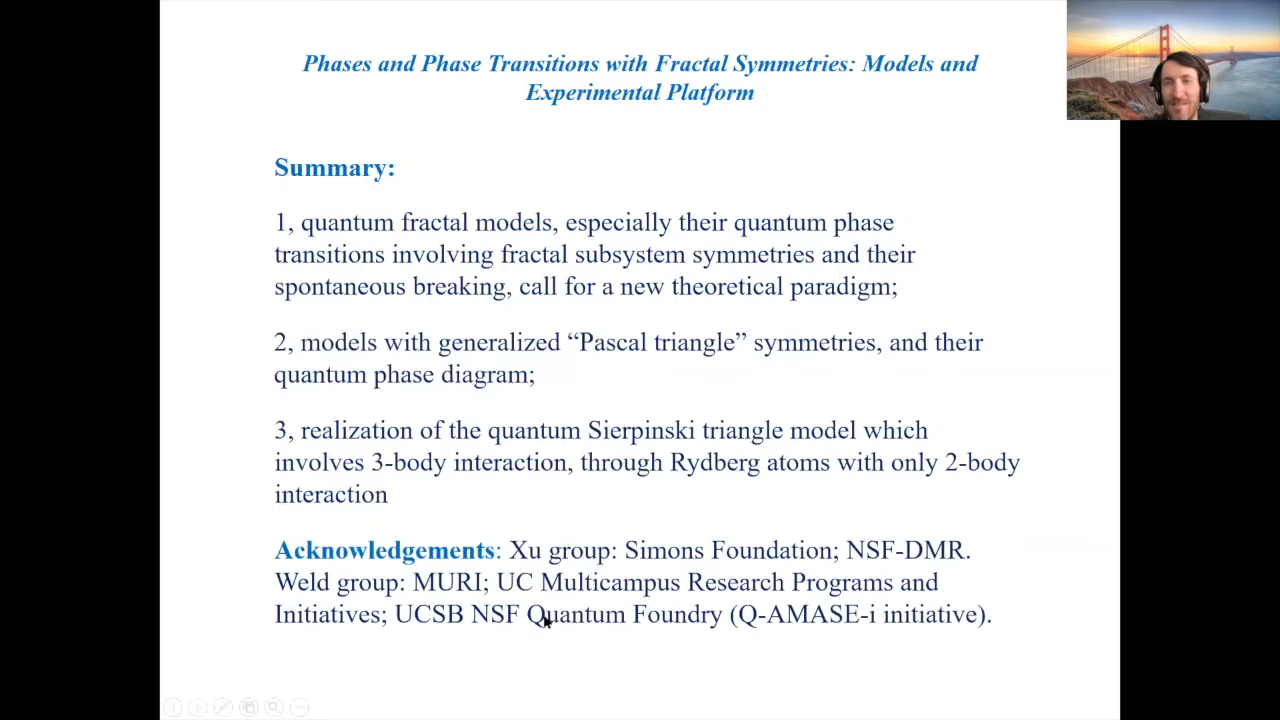 Phases and Phase Transitions with Fractal Symmetries: Models and
Experimental Platform
Summary:
1, quantum fractal models, especially their quantum phase
transitions involving fractal subsystem symmetries and their
spontaneous breaking, call for a new theoretical paradigm;
2, models with generalized “Pascal triangle” symmetries, and their
quantum phase diagram;
3, realization of the quantum Sierpinski triangle model which
involves 3-body interaction, through Rydberg atoms with only 2-body
interaction
Acknowledgements: Xu group: Simons Foundation; NSF-DMR.
Weld group: MURI; UC Multicampus Research Programs and
Initiatives; UCSB NSF Quantum Foundry (Q-AMASE-i initiative).